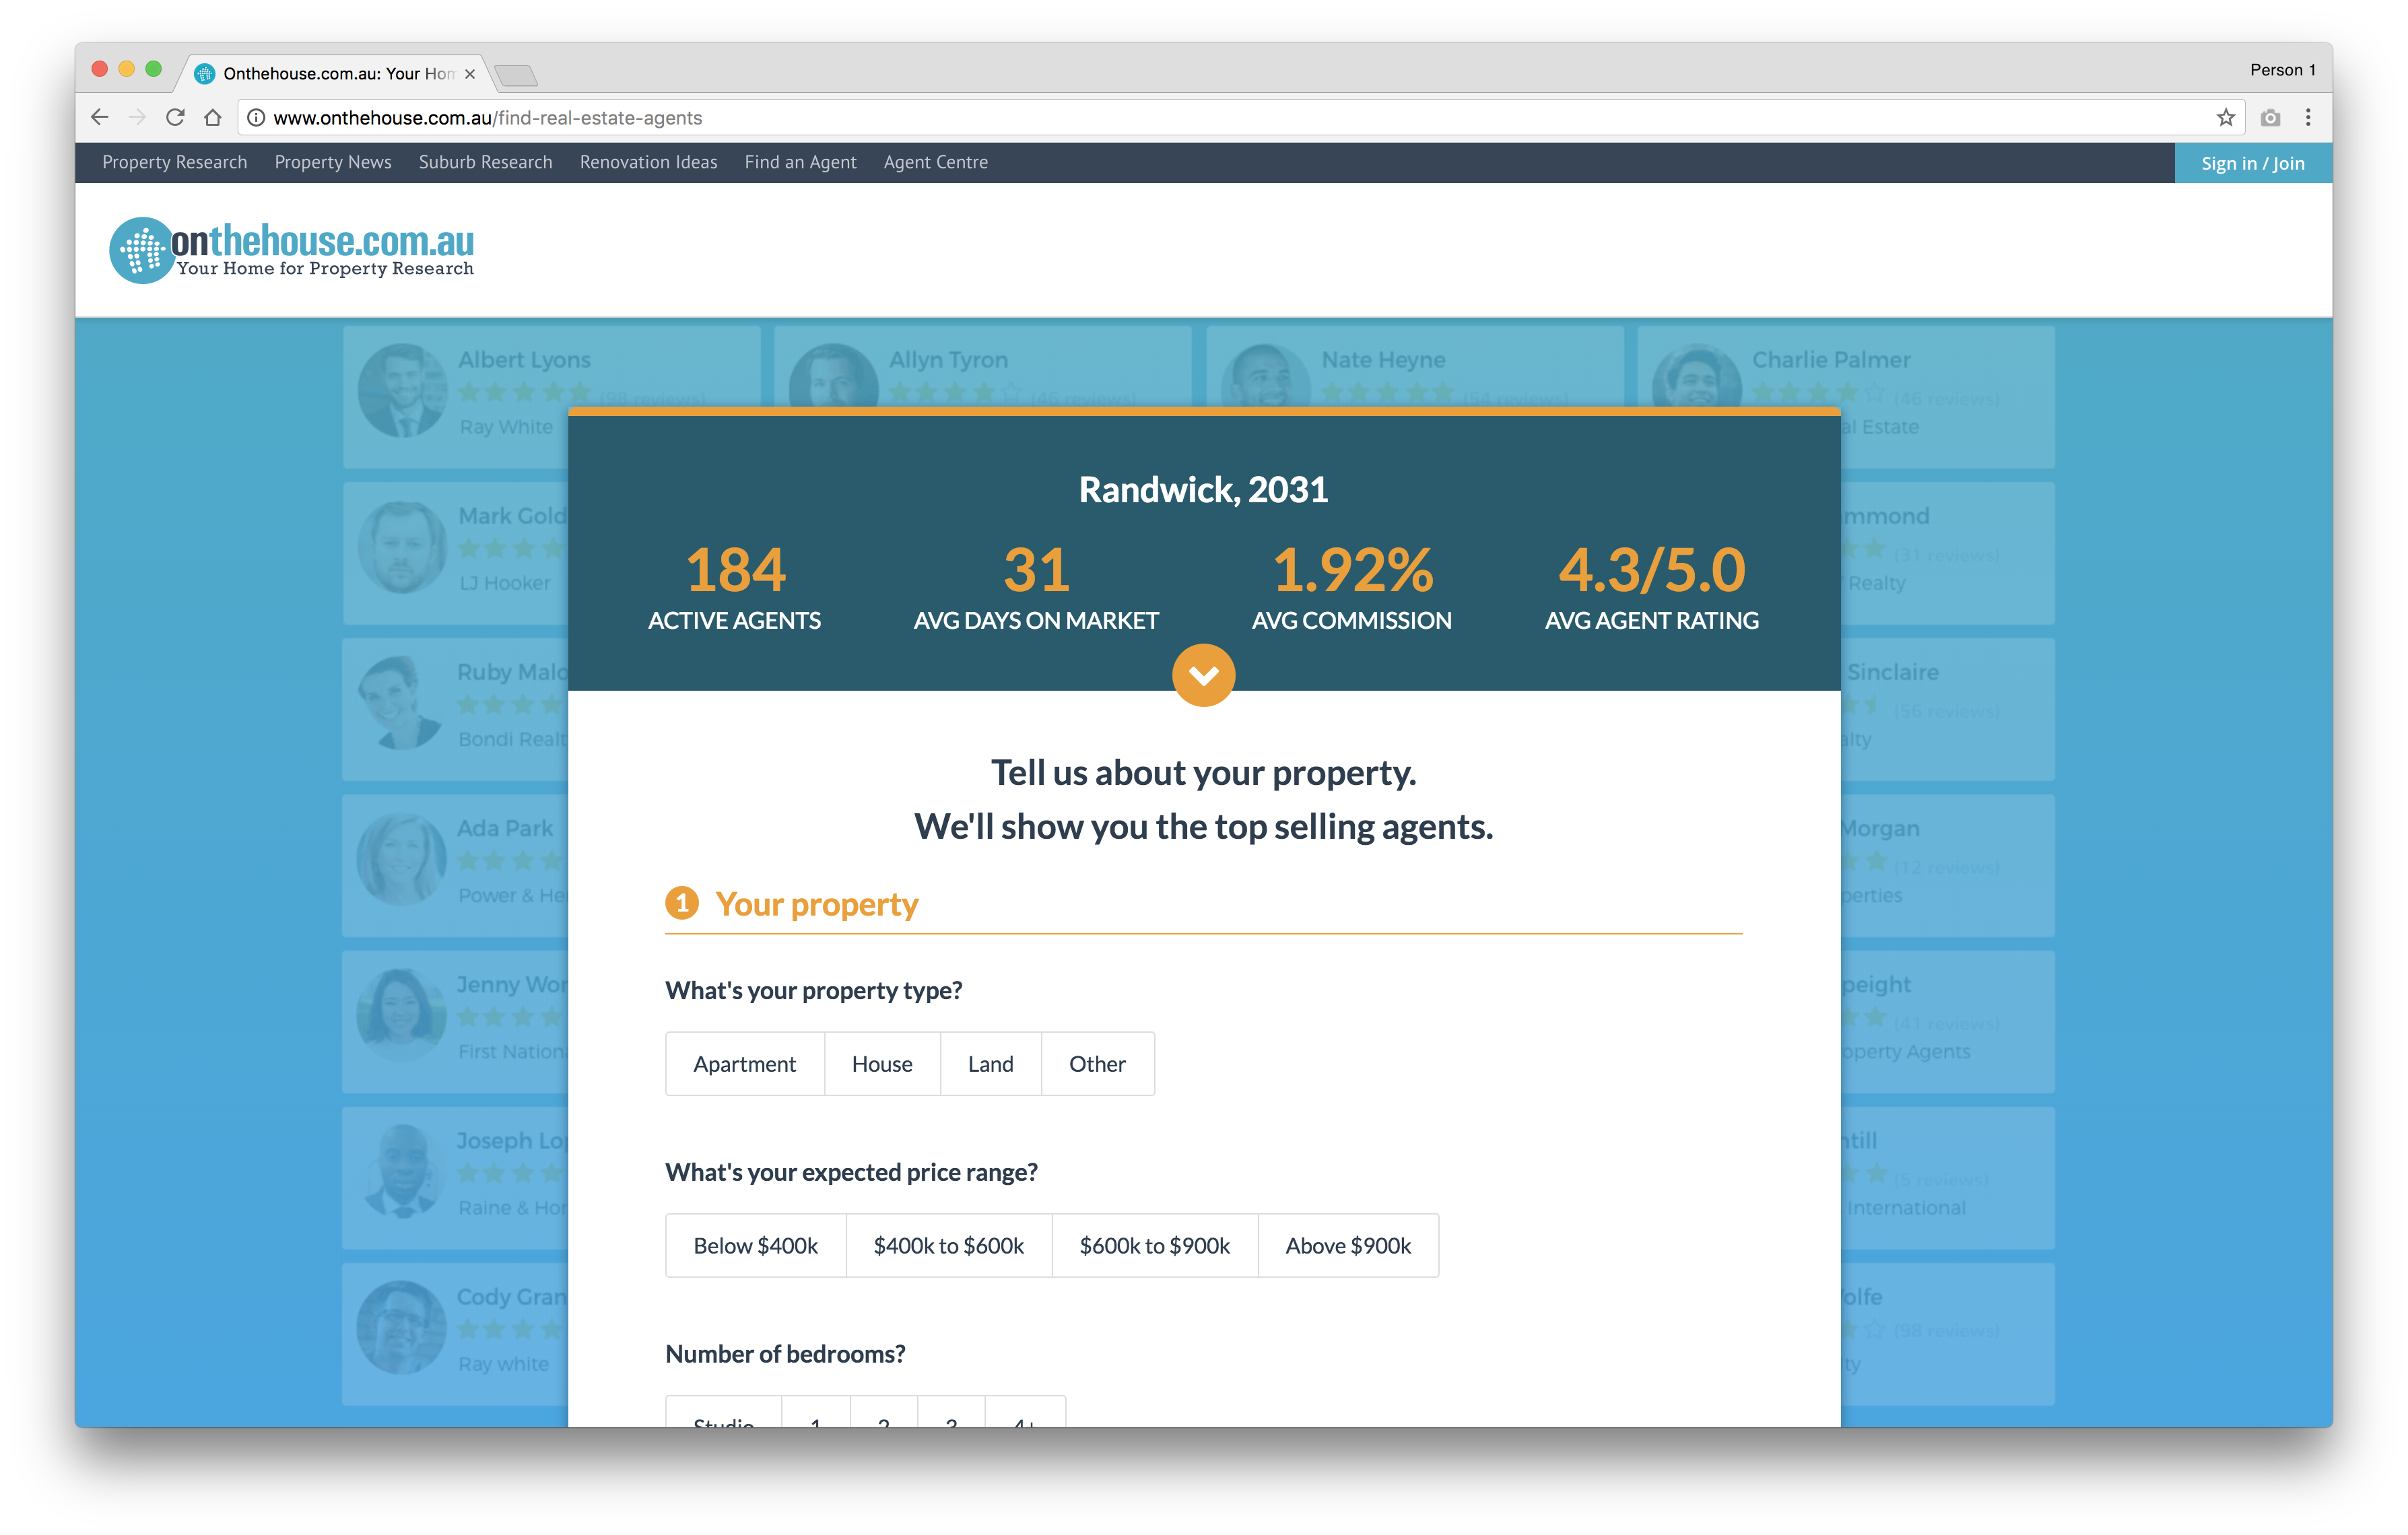 Onthehouse.com.au: Your Hom
Person 1
www.onthehouse.com.au/find-real-estate-agents
Property Research Property News Suburb Research Renovation Ideas Find an Agent Agent Centre Sign in / Join
onthehouse.com.au
Your Home for Property Research
Albert Lyons
(98 reviews)
Ray White
Allyn Tyron
(46 reviews)
Nate Heyne
(54 reviews)
Charlie Palmer
(46 reviews)
al Estate
Mark Gold
LJ Hooker
mmond
(31 reviews)
Realty
Ruby Malo
Bondi Realt
Sinclaire
(56 reviews)
alty
Ada Park
Power & He
Morgan
(12 reviews)
perties
Jenny Wor
First Nationa
peight
(41 reviews)
operty Agents
Joseph Lop
Raine & Hor
ntill
(5 reviews)
International
Cody Gran
Ray white
olfe
(98 reviews)
ty
Randwick, 2031
184 31 1.92% 4.3/5.0
ACTIVE AGENTS AVG DAYS ON MARKET AVG COMMISSION AVG AGENT RATING
Tell us about your property.
We'll show you the top selling agents.
1 Your property
What's your property type?
Apartment House Land Other
What's your expected price range?
Below $400k $400k to $600k $600k to $900k Above $900k
Number of bedrooms?
Studio 1 2 3 4+